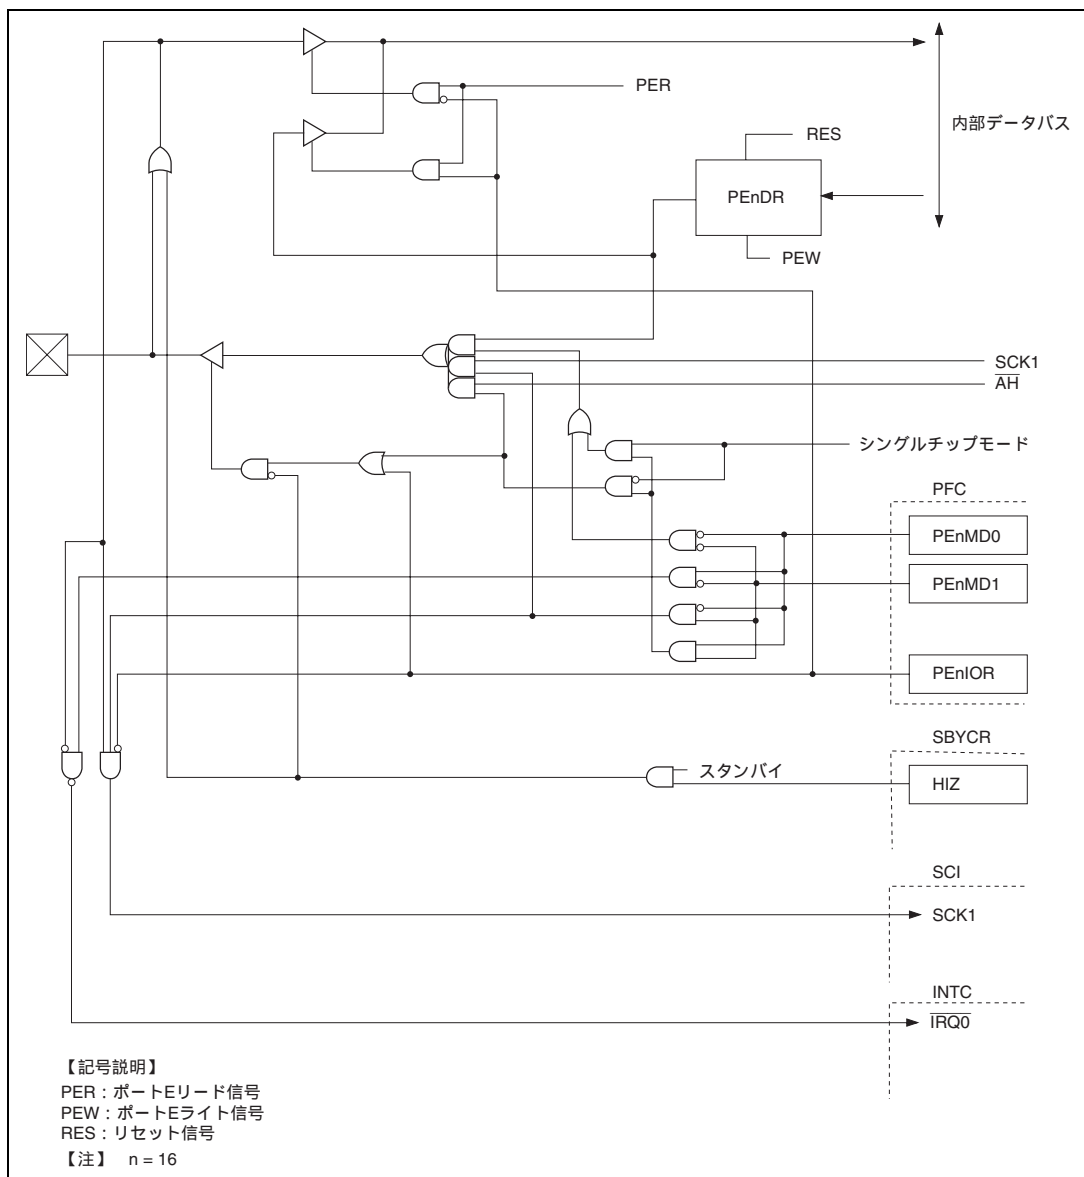 PER
内部データバス
RES
PEnDR
PEW
SCK1
A̅H̅
シングルチップモード
PFC
PEnMD0
PEnMD1
PEnIOR
SBYCR
スタンバイ
HIZ
SCI
SCK1
INTC
I̅R̅Q̅0̅
【記号説明】
PER：ポートEリード信号
PEW：ポートEライト信号
RES：リセット信号
【注】 n = 16